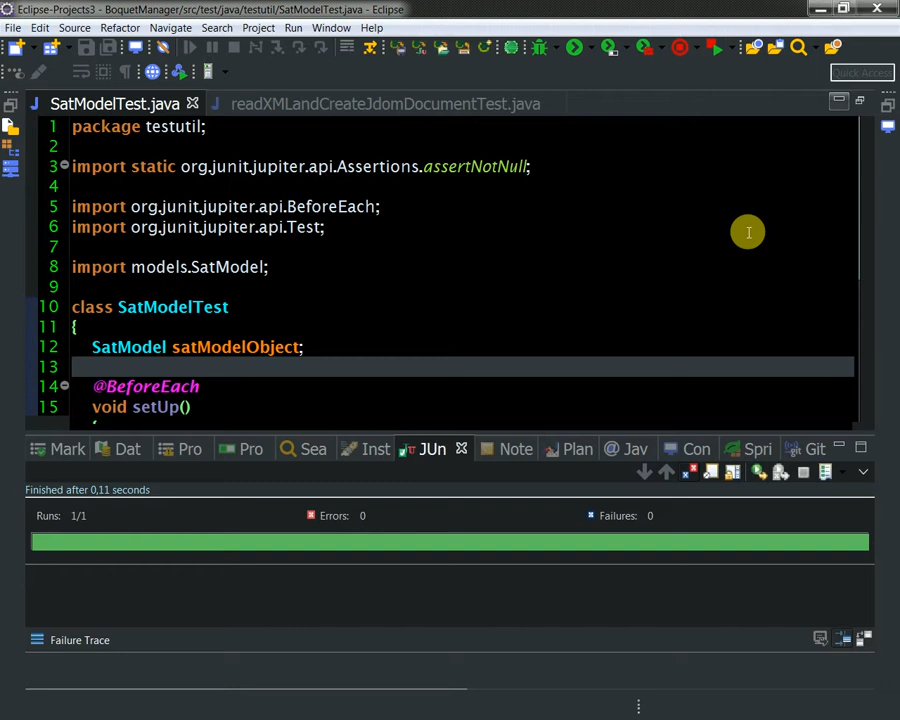 Eclipse-Projects3 - BoquetManager/src/test/java/testutil/SatModelTest.java - Eclipse
File Edit Source Refactor Navigate Search Project Run Window Help
Quick Access
SatModelTest.java readXMLandCreateJdomDocumentTest.java
1 package testutil;
2
3 import static org.junit.jupiter.api.Assertions.assertNotNull;
4
5 import org.junit.jupiter.api.BeforeEach;
6 import org.junit.jupiter.api.Test;
7
8 import models.SatModel;
9
10 class SatModelTest
11 {
12 SatModel satModelObject;
13
14 @BeforeEach
15 void setUp()
{
Mark Dat Pro Pro Sea Inst JUn Note Plan Jav Con Spri Git
Finished after 0,11 seconds
Runs: 1/1 Errors: 0 Failures: 0
Failure Trace